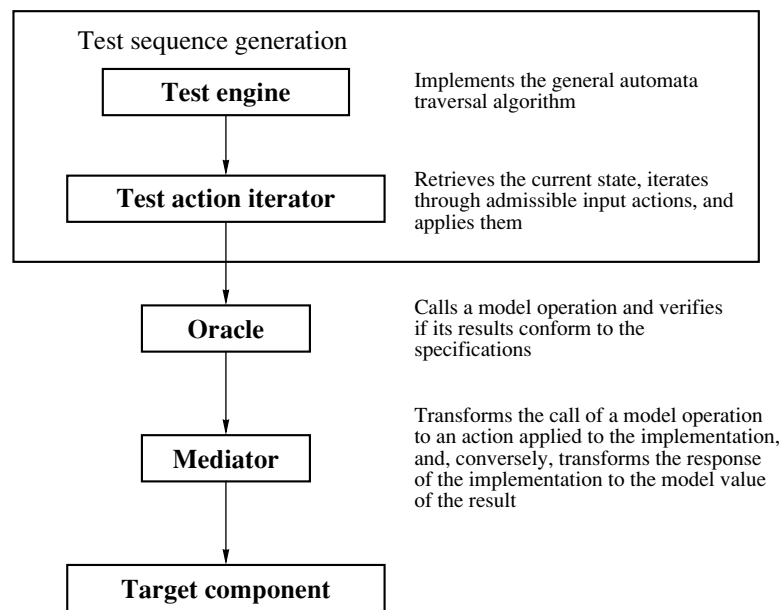 Test sequence generation
Test engine
Implements the general automata
traversal algorithm
Test action iterator
Retrieves the current state, iterates
through admissible input actions, and
applies them
Oracle
Calls a model operation and verifies
if its results conform to the
specifications
Mediator
Transforms the call of a model operation
to an action applied to the implementation,
and, conversely, transforms the response
of the implementation to the model value
of the result
Target component